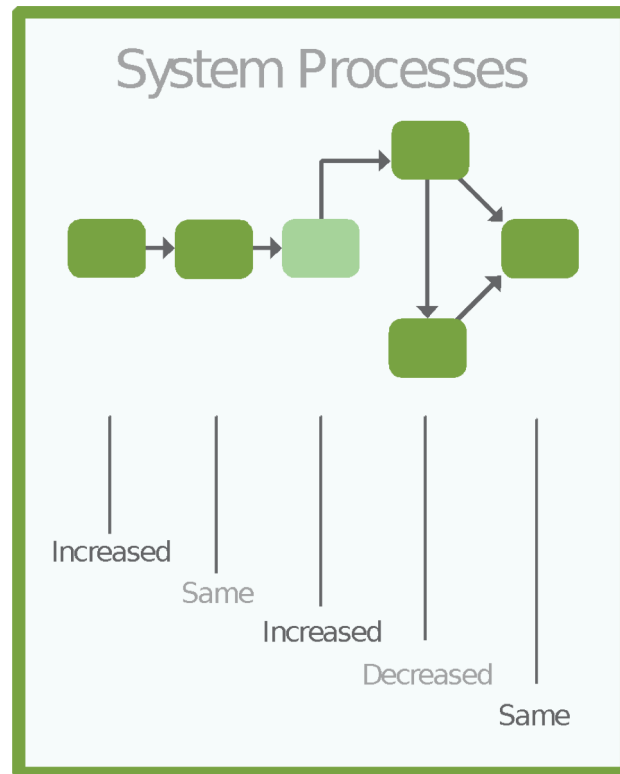 System Processes
Increased
Same
Increased
Decreased
Same